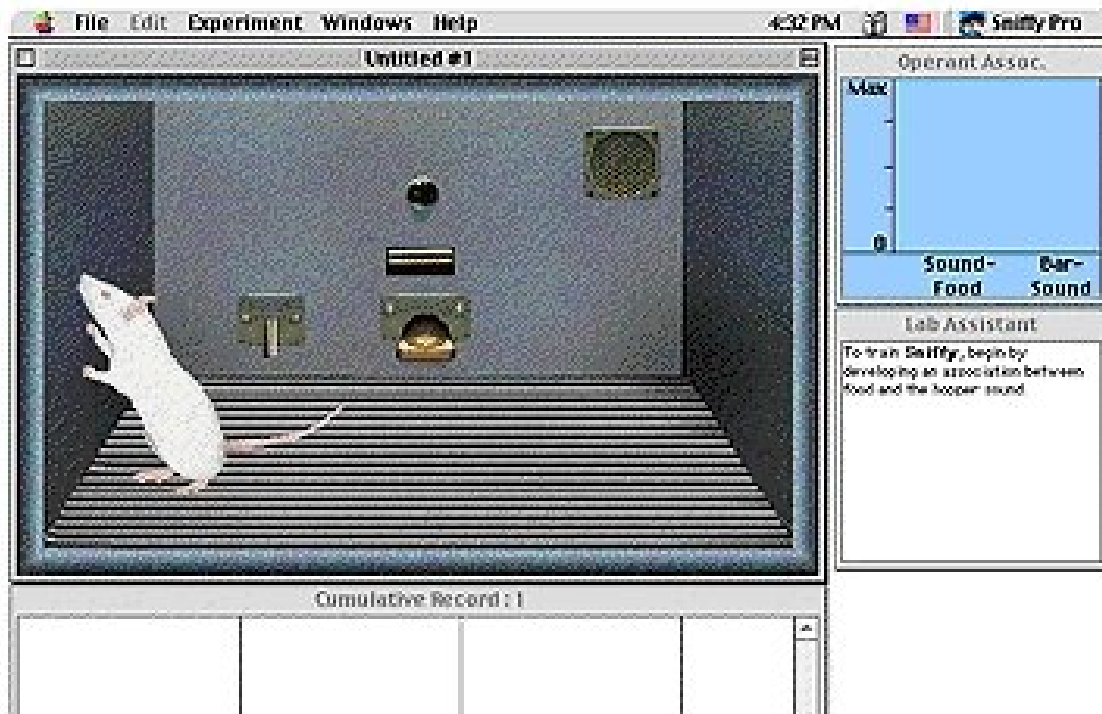 File Edit Experiment Windows Help 4:32 PM Sniffy Pro
Untitled #1
Operant Assoc.
Max
0
Sound-Food
Bar-Sound
Lab Assistant
To train Sniffy, begin by
developing an association between
food and the hopper sound.
Cumulative Record: 1